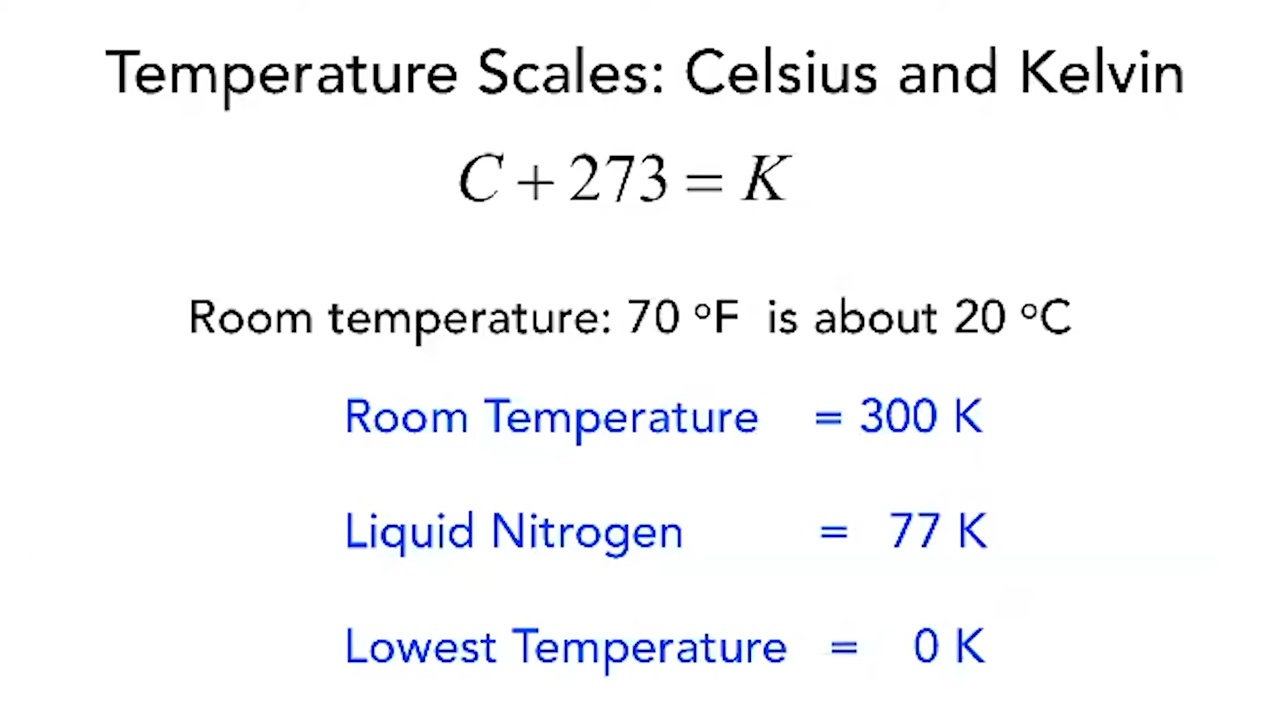 Temperature Scales: Celsius and Kelvin
C + 273 = K
Room temperature: 70 °F is about 20 °C
Room Temperature = 300 K
Liquid Nitrogen = 77 K
Lowest Temperature = 0 K